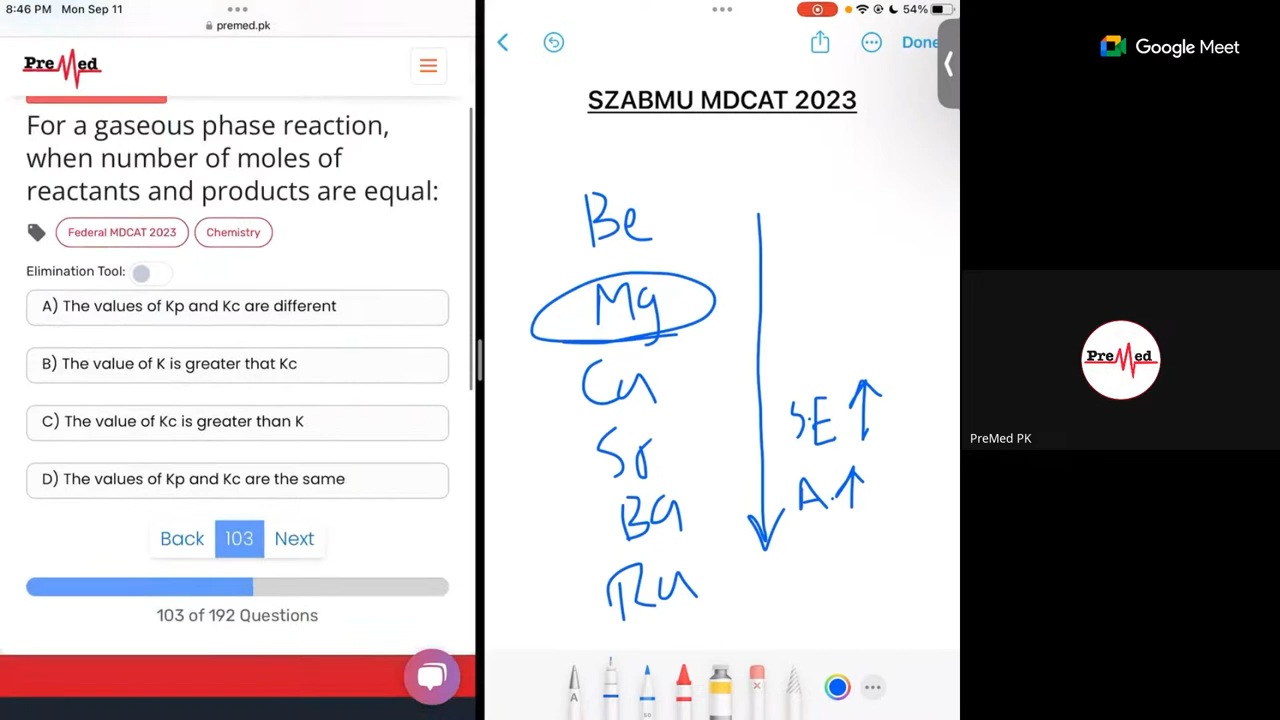 8:46 PM Mon Sep 11
premed.pk
PreMed
For a gaseous phase reaction,
when number of moles of
reactants and products are equal:
Federal MDCAT 2023
Chemistry
Elimination Tool:
A) The values of Kp and Kc are different
B) The value of K is greater that Kc
C) The value of Kc is greater than K
D) The values of Kp and Kc are the same
Back 103 Next
103 of 192 Questions
54%
Done
SZABMU MDCAT 2023
Be
Mg
Ca
Sr
Ba
Ra
S.E ↑
A.↑
A
Google Meet
PreMed
PreMed PK